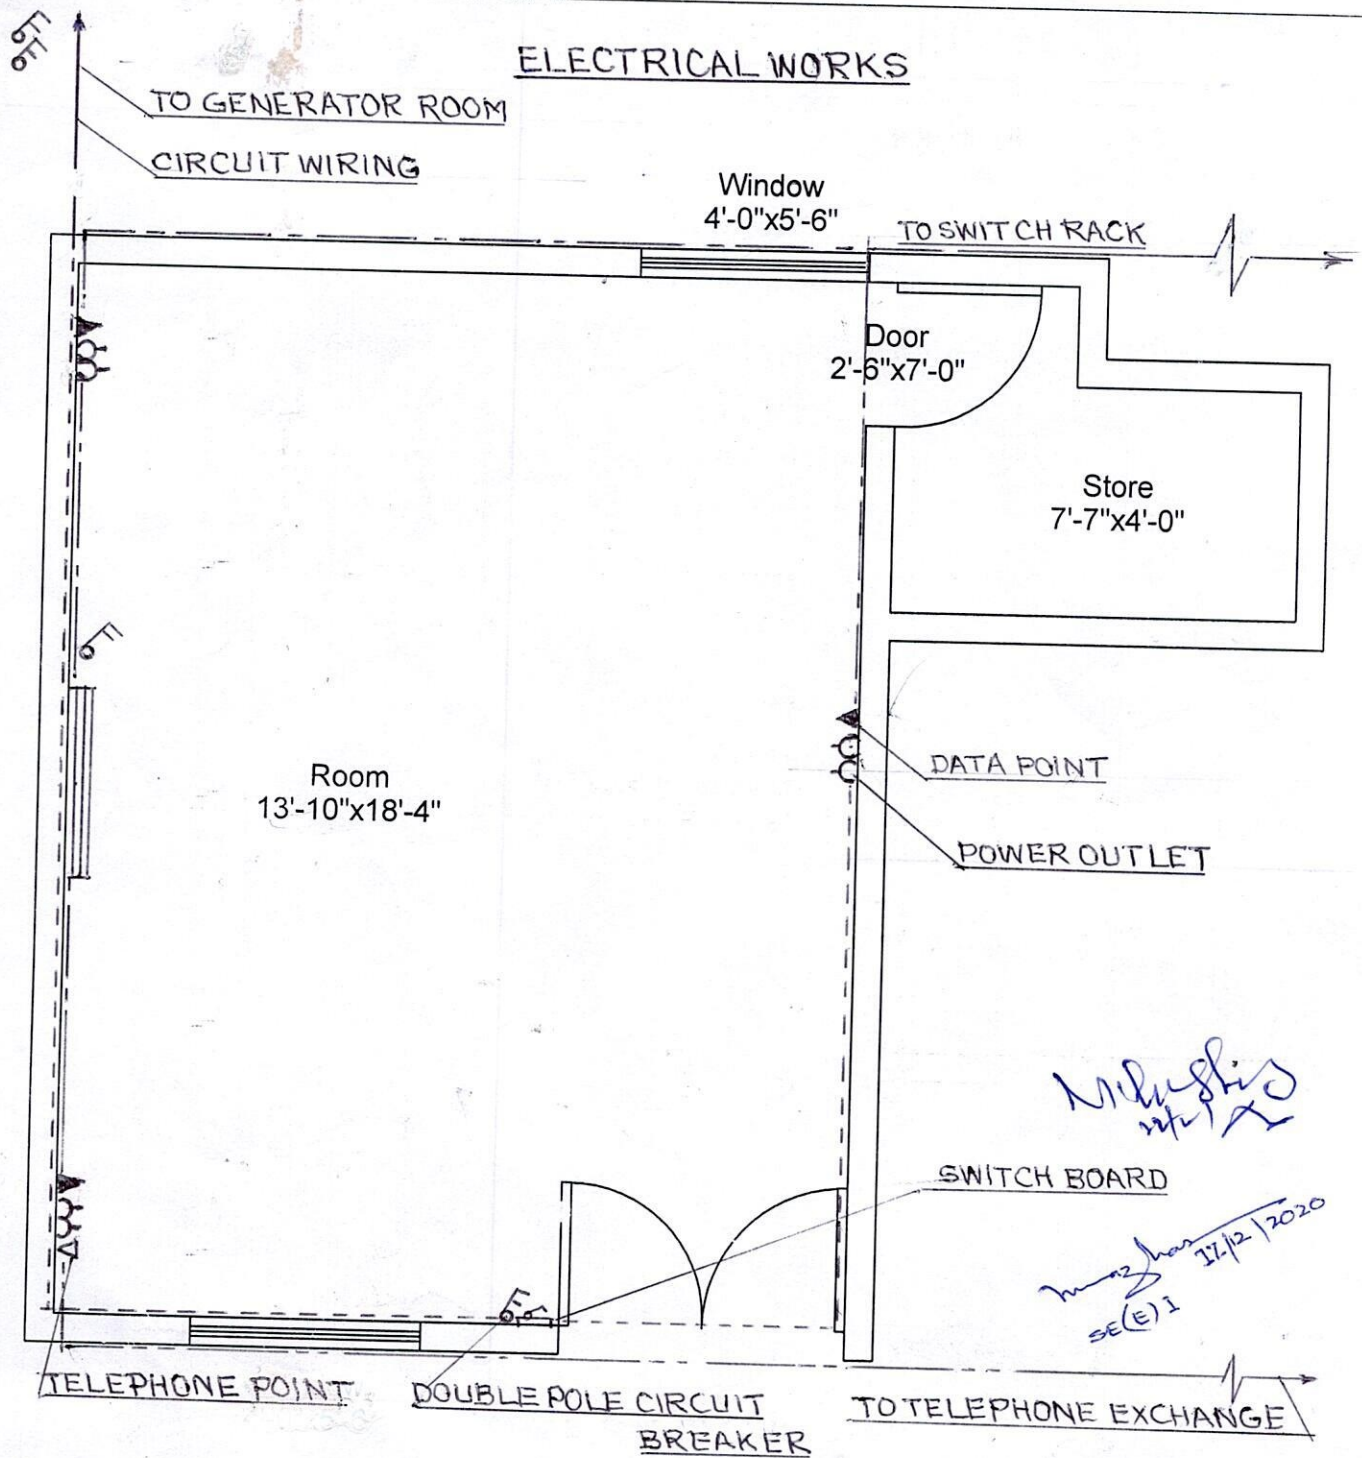 ELECTRICAL WORKS
TO GENERATOR ROOM
CIRCUIT WIRING
Window
4'-0"x5'-6"
TO SWITCH RACK
Door
2'-6"x7'-0"
Store
7'-7"x4'-0"
Room
13'-10"x18'-4"
DATA POINT
POWER OUTLET
SWITCH BOARD
17/12/2020
SE(E) I
TELEPHONE POINT
DOUBLE POLE CIRCUIT
BREAKER
TO TELEPHONE EXCHANGE